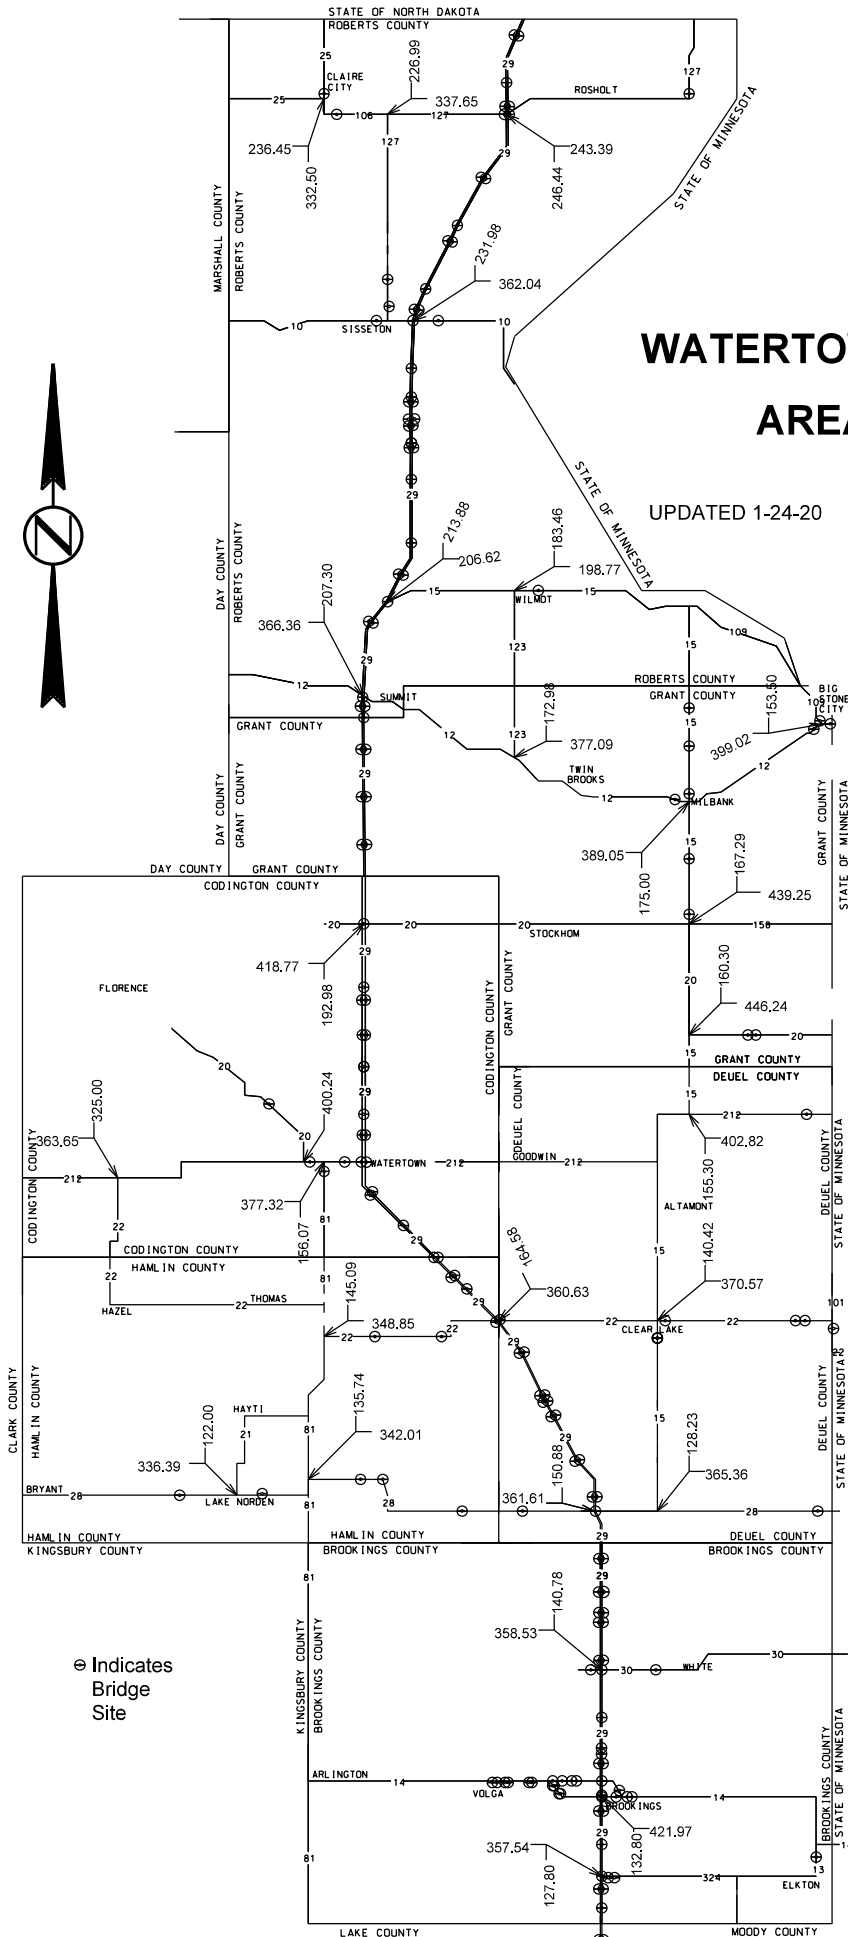 STATE OF NORTH DAKOTA
ROBERTS COUNTY
29
25
CLAIRE
CITY
226.99
127
ROSHOLT
25
337.65
106
127
127
236.45
332.50
29
243.39
246.44
STATE OF MINNESOTA
MARSHALL COUNTY
ROBERTS COUNTY
231.98
362.04
10
SISSETON
10
WATERTO
AREA
STATE OF MINNESOTA
29
UPDATED 1-24-20
213.88
206.62
183.46
198.77
DAY COUNTY
ROBERTS COUNTY
207.30
366.36
15
WILMOT
15
109
15
123
29
12
SUMMIT
ROBERTS COUNTY
GRANT COUNTY
BIG
STONE
CITY
109
153.50
399.02
GRANT COUNTY
172.98
377.09
15
12
123
TWIN
BROOKS
12
12
MILBANK
29
DAY COUNTY
GRANT COUNTY
GRANT COUNTY
STATE OF MINNESOTA
389.05
175.00
15
167.29
439.25
DAY COUNTY
GRANT COUNTY
CODINGTON COUNTY
20
20
20
STOCKHOM
158
29
418.77
192.98
FLORENCE
CODINGTON COUNTY
GRANT COUNTY
20
160.30
446.24
20
15
GRANT COUNTY
DEUEL COUNTY
20
29
400.24
325.00
363.65
DEUEL COUNTY
15
212
402.82
155.30
20
212
WATERTOWN
212
GOODWIN
212
CODINGTON COUNTY
377.32
156.07
81
22
ALTAMONT
DEUEL COUNTY
STATE OF MINNESOTA
29
164.58
360.63
15
140.42
370.57
CODINGTON COUNTY
HAMLIN COUNTY
22
HAZEL
22
THOMAS
81
145.09
348.85
29
22
22
22
CLEAR LAKE
22
101
22
29
CLARK COUNTY
HAMLIN COUNTY
HAYTI
21
122.00
336.39
81
135.74
342.01
29
150.88
361.61
15
128.23
365.36
DEUEL COUNTY
STATE OF MINNESOTA
BRYANT
28
LAKE NORDEN
81
28
28
HAMLIN COUNTY
KINGSBURY COUNTY
HAMLIN COUNTY
BROOKINGS COUNTY
29
DEUEL COUNTY
BROOKINGS COUNTY
81
29
140.78
358.53
Indicates
Bridge
Site
KINGSBURY COUNTY
BROOKINGS COUNTY
30
WHITE
30
29
ARLINGTON
14
VOLGA
BROOKINGS
14
BROOKINGS COUNTY
STATE OF MINNESOTA
29
421.97
132.80
357.54
127.80
81
324
13
ELKTON
LAKE COUNTY
MOODY COUNTY